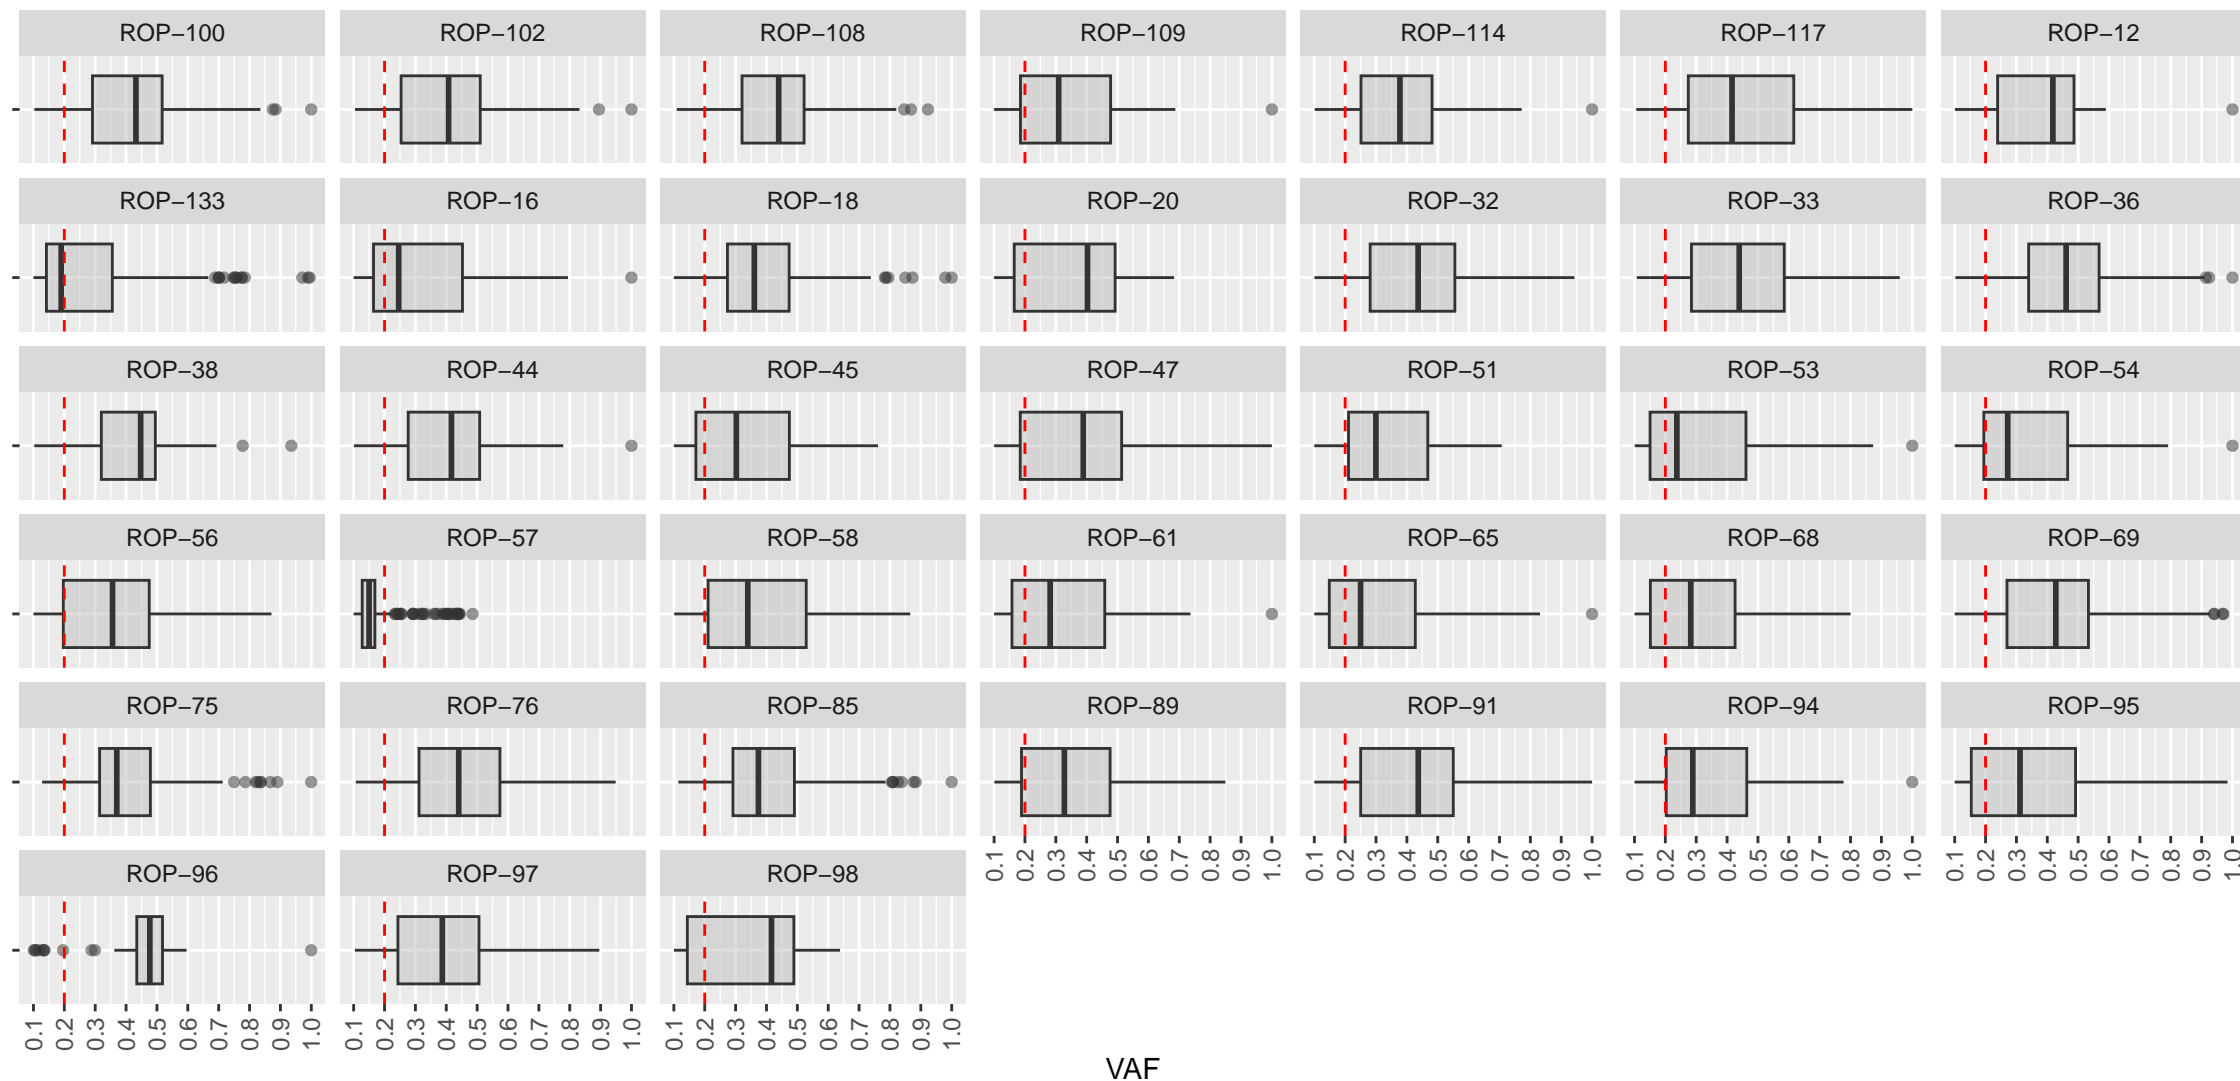 ROP−100 ROP−102 ROP−108 ROP−109 ROP−114 ROP−117 ROP−12
ROP−133 ROP−16 ROP−18 ROP−20 ROP−32 ROP−33 ROP−36
ROP−38 ROP−44 ROP−45 ROP−47 ROP−51 ROP−53 ROP−54
ROP−56 ROP−57 ROP−58 ROP−61 ROP−65 ROP−68 ROP−69
ROP−75 ROP−76 ROP−85 ROP−89 ROP−91 ROP−94 ROP−95
0.1 0.2 0.3 0.4 0.5 0.6 0.7 0.8 0.9 1.0 0.1 0.2 0.3 0.4 0.5 0.6 0.7 0.8 0.9 1.0 0.1 0.2 0.3 0.4 0.5 0.6 0.7 0.8 0.9 1.0 0.1 0.2 0.3 0.4 0.5 0.6 0.7 0.8 0.9 1.0
ROP−96 ROP−97 ROP−98
0.1 0.2 0.3 0.4 0.5 0.6 0.7 0.8 0.9 1.0 0.1 0.2 0.3 0.4 0.5 0.6 0.7 0.8 0.9 1.0 0.1 0.2 0.3 0.4 0.5 0.6 0.7 0.8 0.9 1.0
VAF